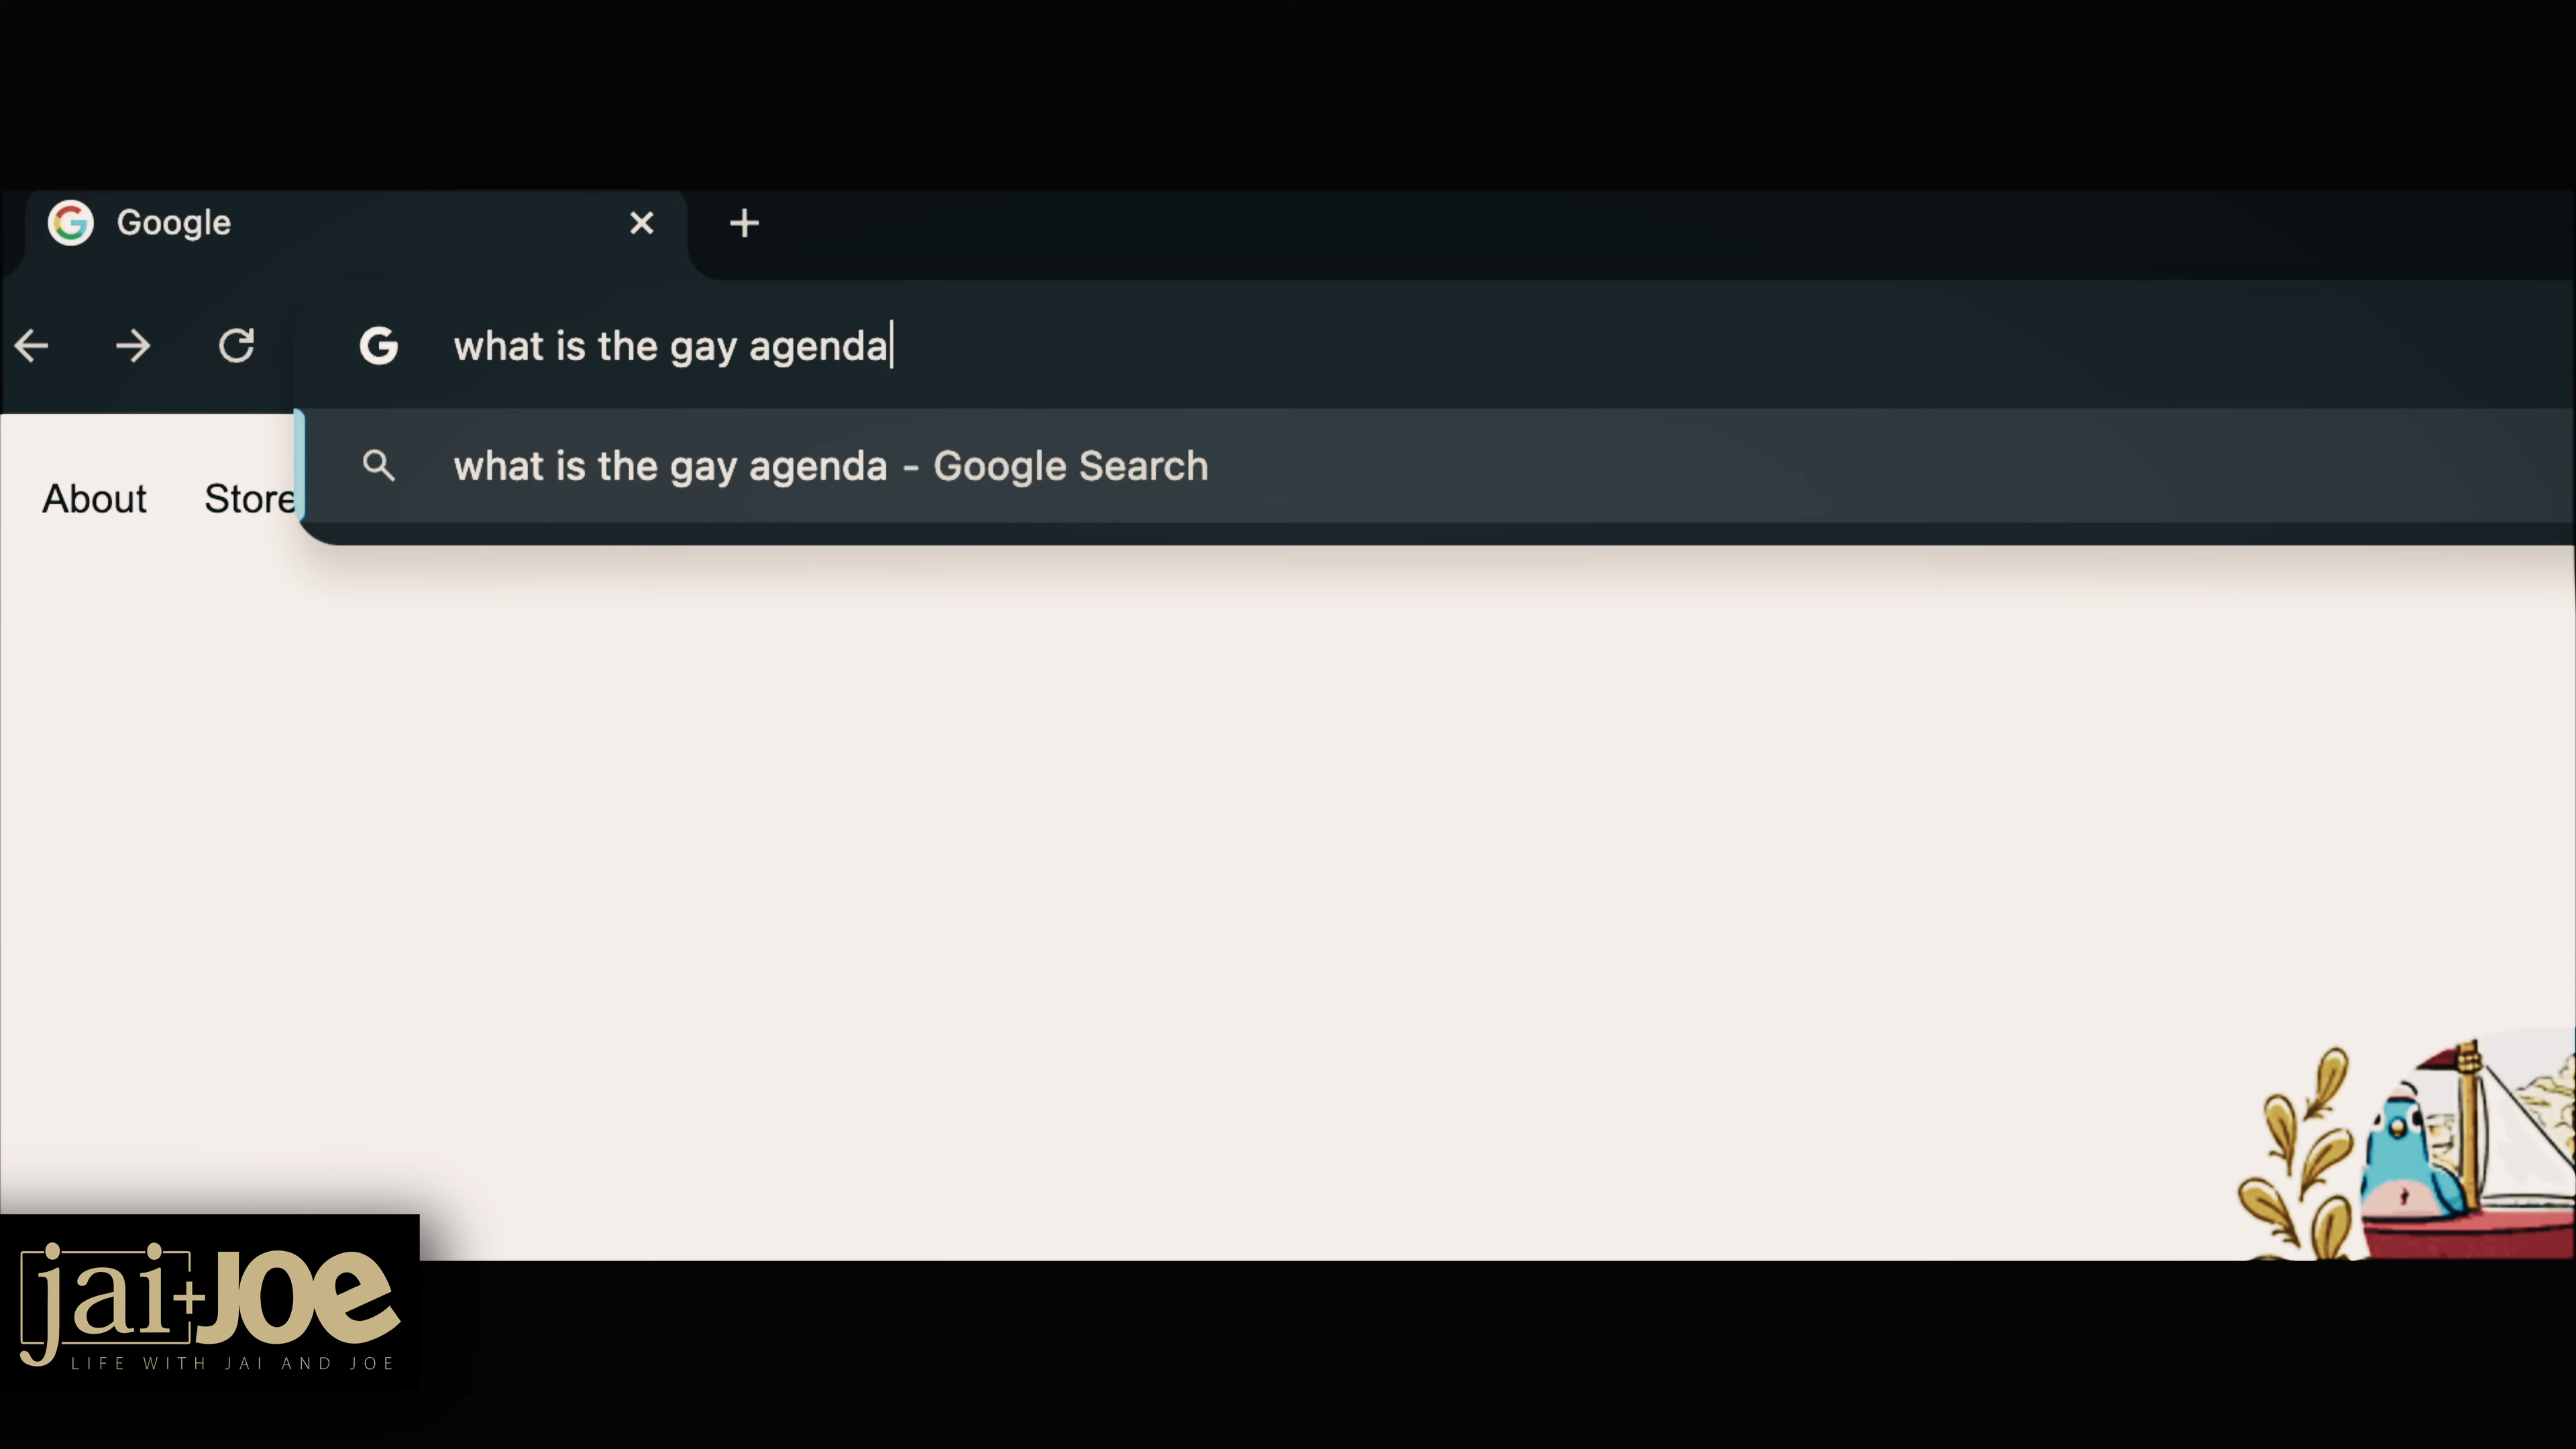 Google
what is the gay agenda
what is the gay agenda - Google Search
About Store
jai+JOe
LIFE WITH JAI AND JOE